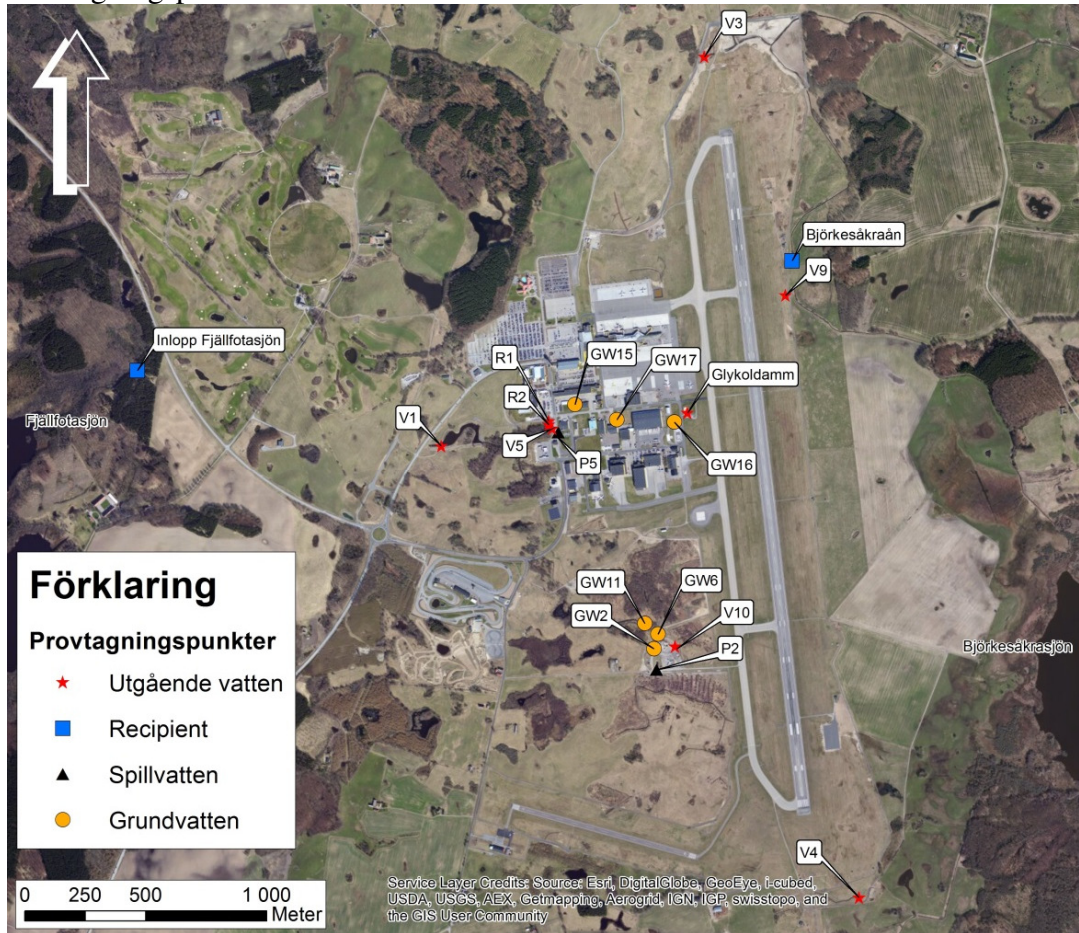 V3
Björkesåkraån
V9
Inlopp Fjällfotasjön
R1
GW15
GW17
Glykoldamm
R2
Fjällfotasjön
V1
V5
P5
GW16
Förklaring
Provtagningspunkter
Utgående vatten
Recipient
Spillvatten
Grundvatten
GW11
GW6
GW2
V10
P2
Björkesåkrasjön
V4
0 250 500 1 000
Meter
Service Layer Credits: Source: Esri, DigitalGlobe, GeoEye, i-cubed,
USDA, USGS, AEX, Getmapping, Aerogrid, IGN, IGP, swisstopo, and
the GIS User Community